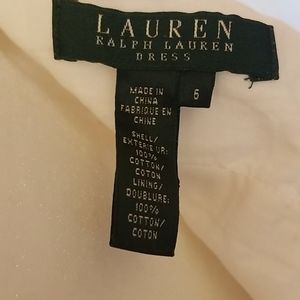 LAUREN
RALPH LAUREN
DRESS
6
MADE IN
CHINA
FABRIQUE EN
CHINE
SHELL/
EXTERIEUR:
100%
COTTON/
COTON
LINING/
DOUBLURE:
100%
COTTON/
COTON